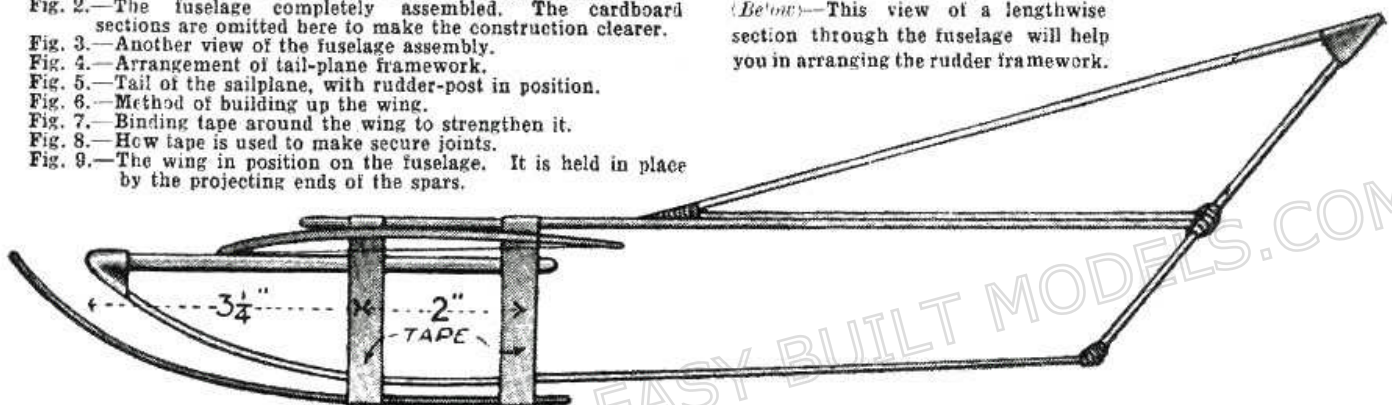 Fig. 2.—The fuselage completely assembled. The cardboard
sections are omitted here to make the construction clearer.
Fig. 3.—Another view of the fuselage assembly.
Fig. 4.—Arrangement of tail-plane framework.
Fig. 5.—Tail of the sailplane, with rudder-post in position.
Fig. 6.—Method of building up the wing.
Fig. 7.—Binding tape around the wing to strengthen it.
Fig. 8.—How tape is used to make secure joints.
Fig. 9.—The wing in position on the fuselage. It is held in place
by the projecting ends of the spars.
(Below)—This view of a lengthwise
section through the fuselage will help
you in arranging the rudder framework.
3¼" 2"
TAPE
EASY BUILT MODELS.COM